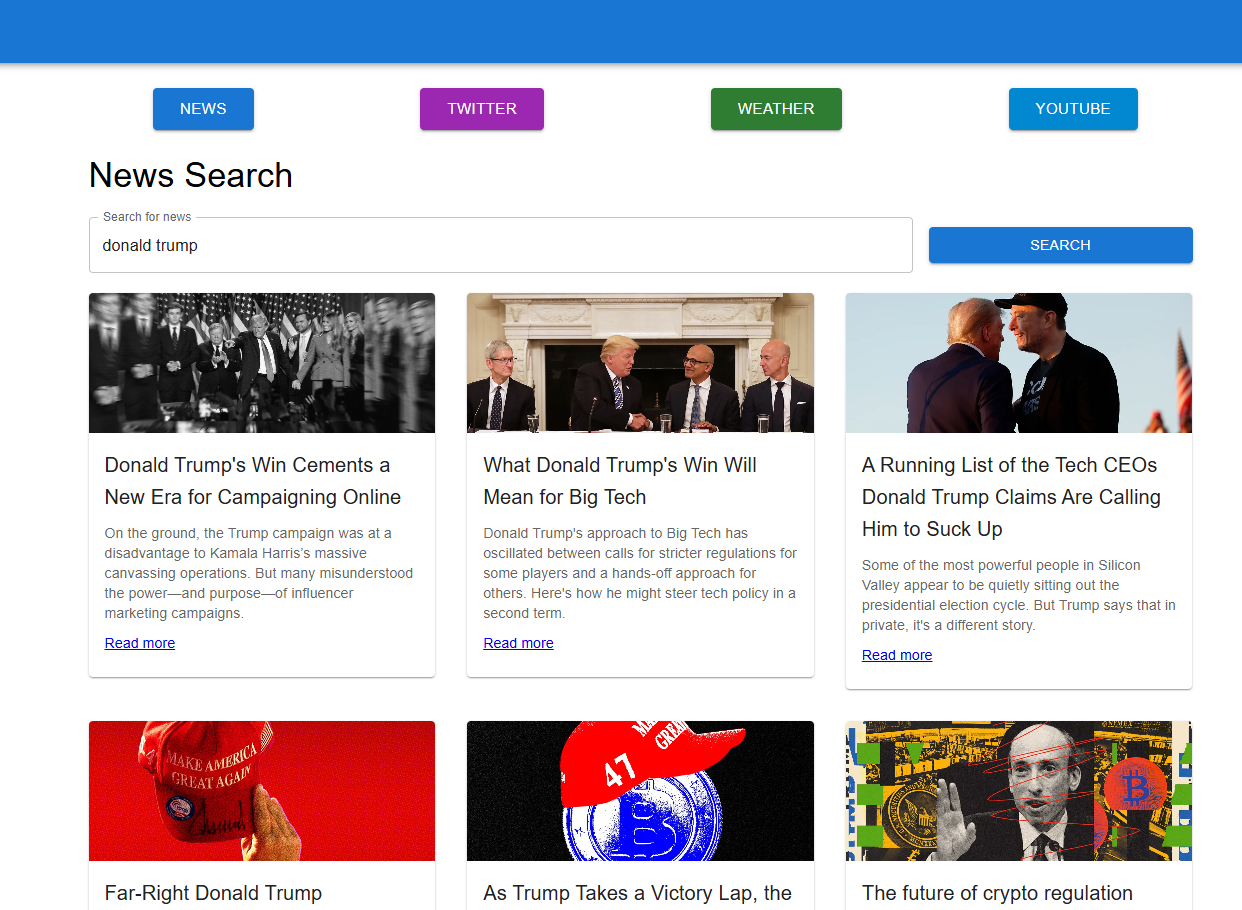 NEWS
TWITTER
WEATHER
YOUTUBE
News Search
Search for news
donald trump
SEARCH
Donald Trump's Win Cements a
New Era for Campaigning Online
On the ground, the Trump campaign was at a
disadvantage to Kamala Harris’s massive
canvassing operations. But many misunderstood
the power—and purpose—of influencer
marketing campaigns.
Read more
What Donald Trump's Win Will
Mean for Big Tech
Donald Trump's approach to Big Tech has
oscillated between calls for stricter regulations for
some players and a hands-off approach for
others. Here's how he might steer tech policy in a
second term.
Read more
A Running List of the Tech CEOs
Donald Trump Claims Are Calling
Him to Suck Up
Some of the most powerful people in Silicon
Valley appear to be quietly sitting out the
presidential election cycle. But Trump says that in
private, it's a different story.
Read more
MAKE AMERICA
GREAT AGAIN
Far-Right Donald Trump
47
GREA
As Trump Takes a Victory Lap, the
The future of crypto regulation